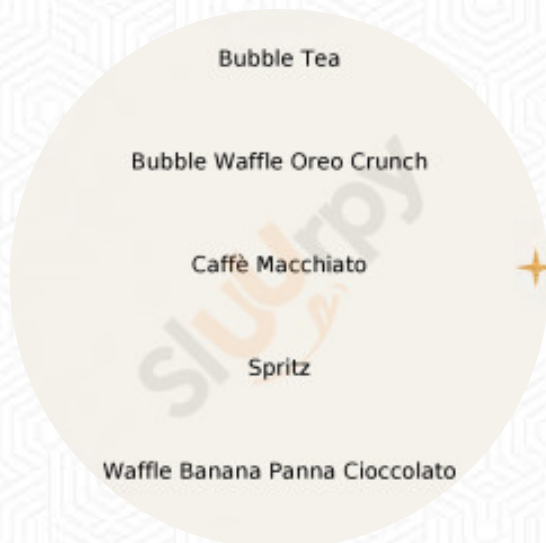 Bubble Tea
Bubble Waffle Oreo Crunch
Caffè Macchiato
sluurpy
Spritz
Waffle Banana Panna Cioccolato